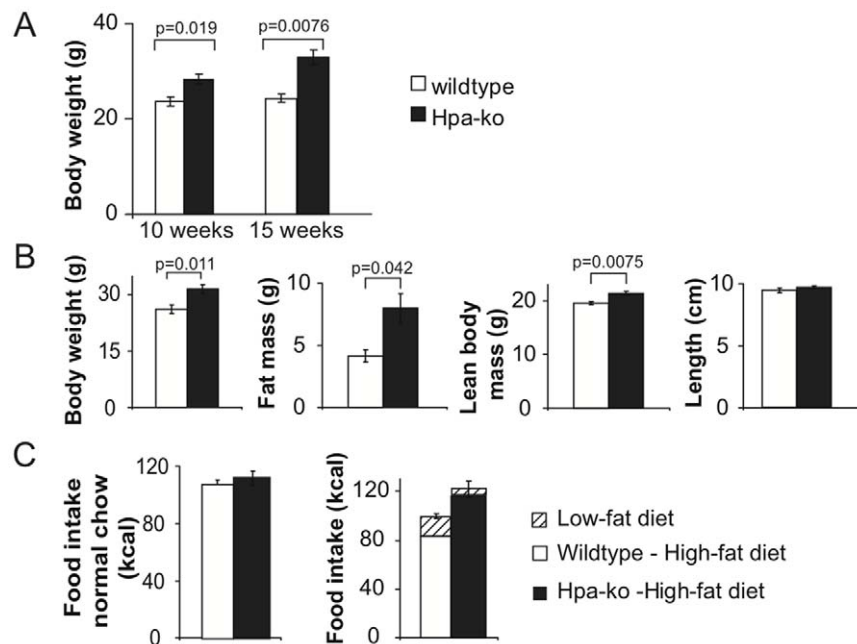 A
Body weight (g)
40
20
0
p=0.019
p=0.0076
10 weeks
15 weeks
wildtype
Hpa-ko
B
Body weight (g)
30
15
0
p=0.011
Fat mass (g)
10
5
0
p=0.042
Lean body
mass (g)
20
10
0
p=0.0075
Length (cm)
10
5
0
C
Food intake
normal chow
(kcal)
120
80
40
0
Food intake (kcal)
120
80
40
0
Low-fat diet
Wildtype - High-fat diet
Hpa-ko -High-fat diet